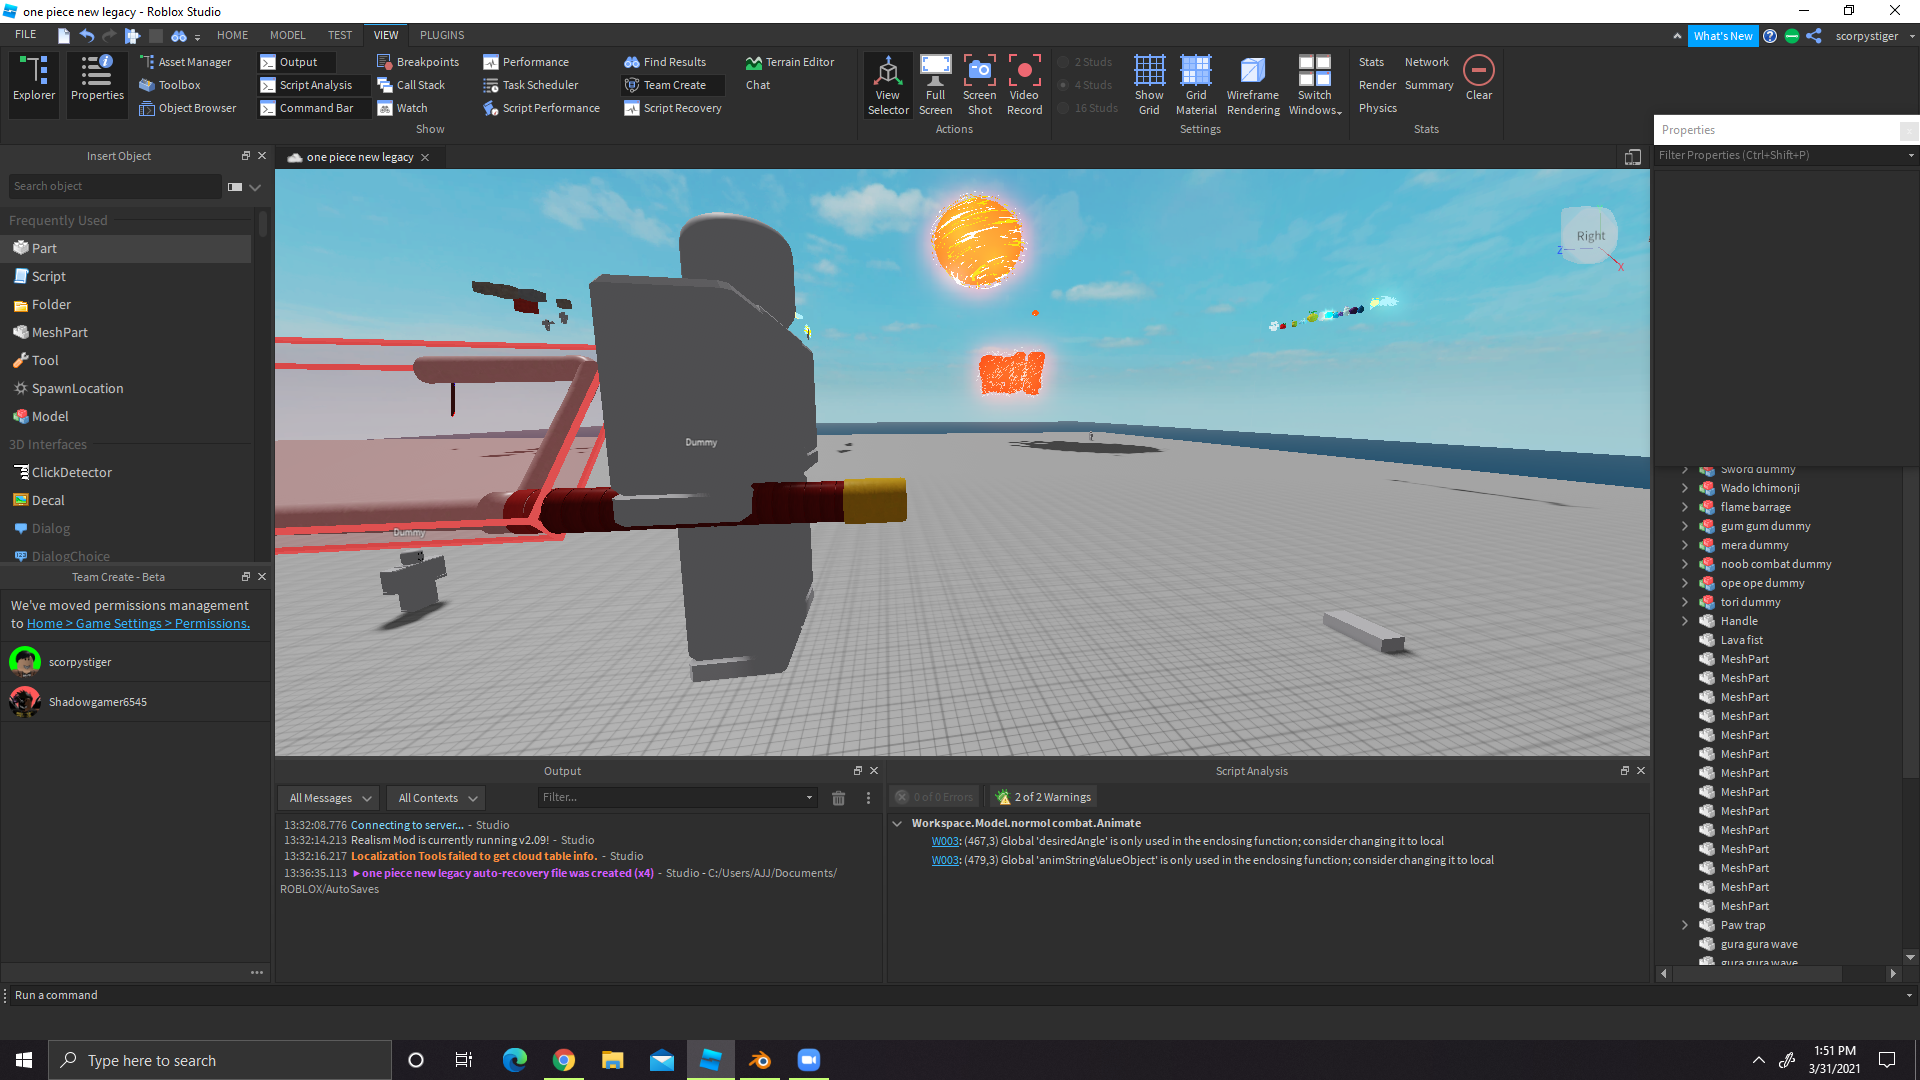 one piece new legacy - Roblox Studio
FILE
HOME
MODEL
TEST
VIEW
PLUGINS
What's New
scorpystiger
Explorer
Properties
Asset Manager
Toolbox
Object Browser
Output
Script Analysis
Command Bar
Breakpoints
Call Stack
Watch
Performance
Task Scheduler
Script Performance
Find Results
Team Create
Script Recovery
Terrain Editor
Chat
Show
View
Selector
Full
Screen
Screen
Shot
Video
Record
Actions
2 Studs
4 Studs
16 Studs
Show
Grid
Grid
Material
Wireframe
Rendering
Switch
Windows
Settings
Stats
Network
Render
Summary
Physics
Clear
Stats
Insert Object
Search object
Frequently Used
Part
Script
Folder
MeshPart
Tool
SpawnLocation
Model
3D Interfaces
ClickDetector
Decal
Dialog
DialogChoice
Team Create - Beta
We've moved permissions management
to Home > Game Settings > Permissions.
scorpystiger
Shadowgamer6545
one piece new legacy
Right
Z
X
Dummy
Dummy
Output
All Messages
All Contexts
Filter...
13:32:08.776 Connecting to server... - Studio
13:32:14.213 Realism Mod is currently running v2.09! - Studio
13:32:16.217 Localization Tools failed to get cloud table info. - Studio
13:36:35.113 one piece new legacy auto-recovery file was created (x4) - Studio - C:/Users/AJJ/Documents/
ROBLOX/AutoSaves
Script Analysis
0 of 0 Errors
2 of 2 Warnings
Workspace.Model.normol combat.Animate
W003: (467,3) Global 'desiredAngle' is only used in the enclosing function; consider changing it to local
W003: (479,3) Global 'animStringValueObject' is only used in the enclosing function; consider changing it to local
Properties
Filter Properties (Ctrl+Shift+P)
Sword dummy
Wado Ichimonji
flame barrage
gum gum dummy
mera dummy
noob combat dummy
ope ope dummy
tori dummy
Handle
Lava fist
MeshPart
MeshPart
MeshPart
MeshPart
MeshPart
MeshPart
MeshPart
MeshPart
MeshPart
MeshPart
MeshPart
MeshPart
MeshPart
MeshPart
Paw trap
gura gura wave
gura gura wave
Run a command
Type here to search
1:51 PM
3/31/2021